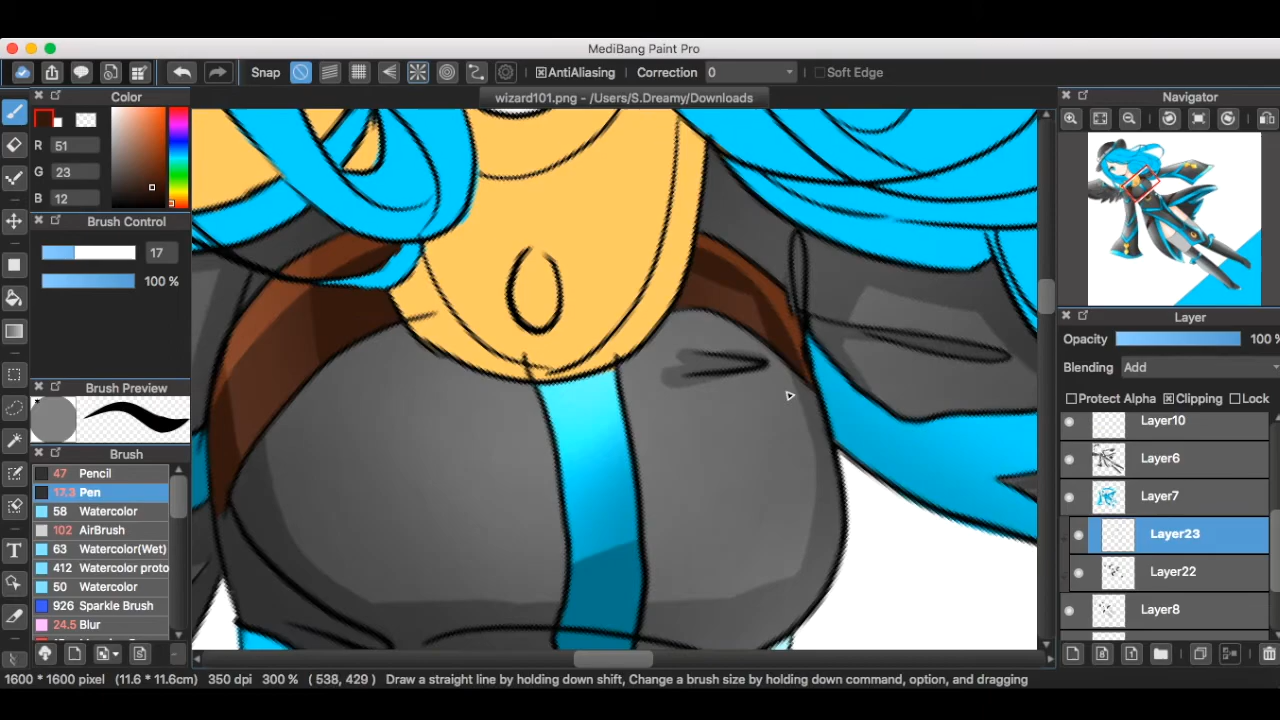 MediBang Paint Pro
Snap
AntiAliasing
Correction 0
Soft Edge
wizard101.png - /Users/S.Dreamy/Downloads
Color
R 51
G 23
B 12
Brush Control
17
100 %
Brush Preview
Brush
47 Pencil
17.3 Pen
58 Watercolor
102 AirBrush
63 Watercolor(Wet)
412 Watercolor proto
50 Watercolor
926 Sparkle Brush
24.5 Blur
Navigator
Layer
Opacity 100 %
Blending Add
Protect Alpha Clipping Lock
Layer10
Layer6
Layer7
Layer23
Layer22
Layer8
1600 * 1600 pixel (11.6 * 11.6cm) 350 dpi 300 % ( 538, 429 ) Draw a straight line by holding down shift, Change a brush size by holding down command, option, and dragging